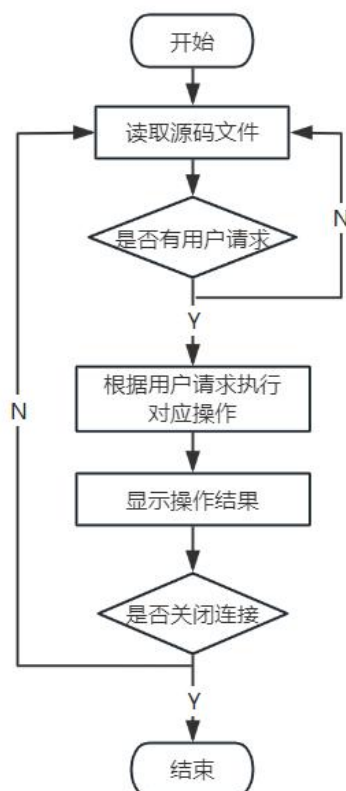 开始
读取源码文件
是否有用户请求
N
Y
根据用户请求执行
对应操作
N
显示操作结果
是否关闭连接
Y
结束